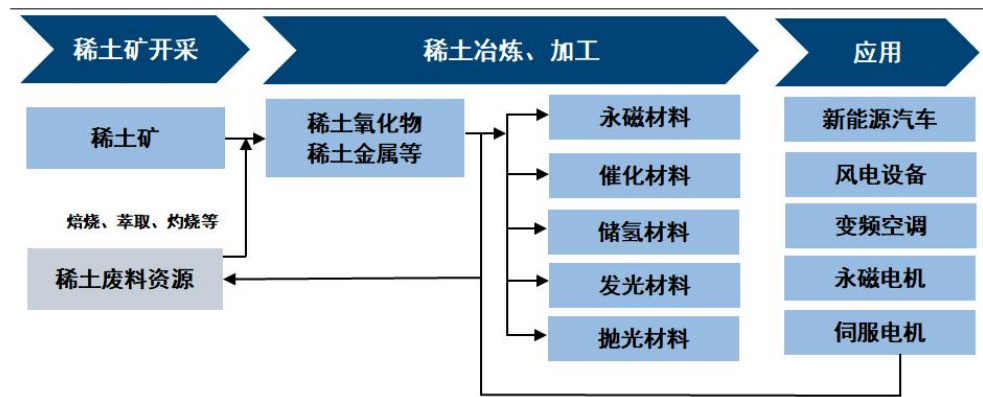 稀土矿开采
稀土冶炼、加工
应用
稀土矿
稀土氧化物
稀土金属等
永磁材料
新能源汽车
催化材料
风电设备
焙烧、萃取、灼烧等
储氢材料
变频空调
稀土废料资源
发光材料
永磁电机
抛光材料
伺服电机